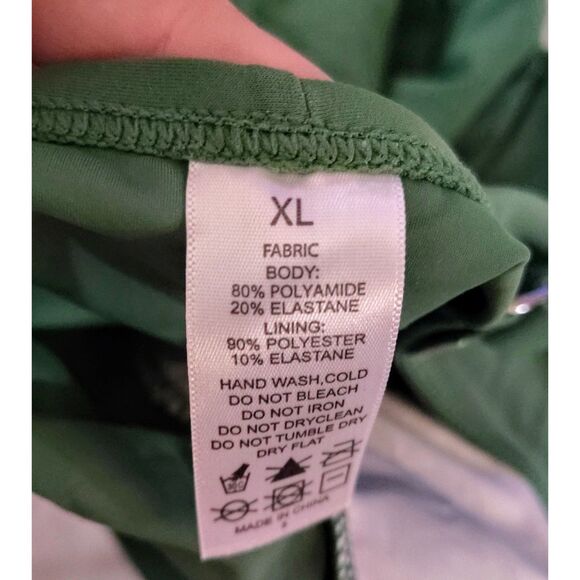 XL
FABRIC
BODY:
80% POLYAMIDE
20% ELASTANE
LINING:
90% POLYESTER
10% ELASTANE
HAND WASH,COLD
DO NOT BLEACH
DO NOT IRON
DO NOT DRYCLEAN
DO NOT TUMBLE DRY
DRY FLAT
MADE IN CHINA